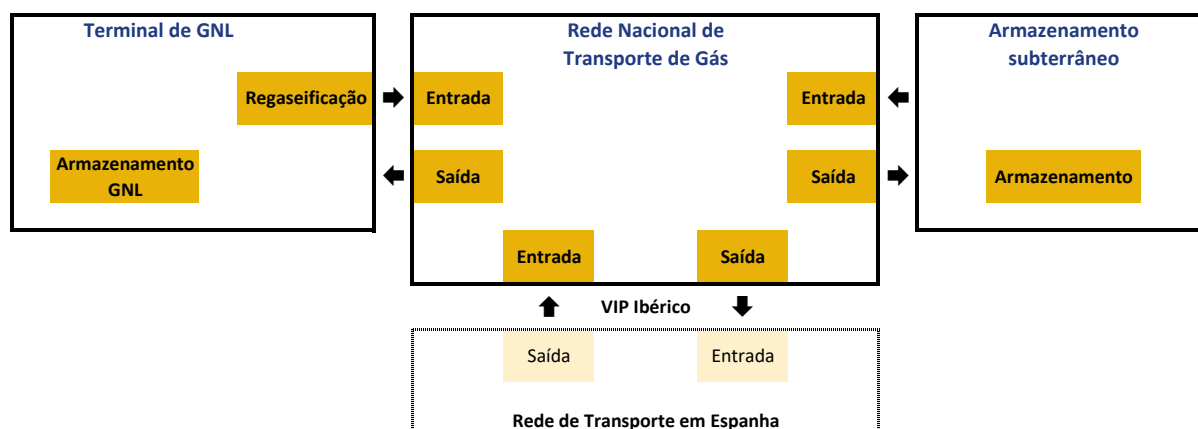 Terminal de GNL
Rede Nacional de
Transporte de Gás
Armazenamento
subterrâneo
Regaseificação
Entrada
Entrada
Armazenamento
GNL
Saída
Saída
Armazenamento
Entrada
Saída
VIP Ibérico
Saída
Entrada
Rede de Transporte em Espanha